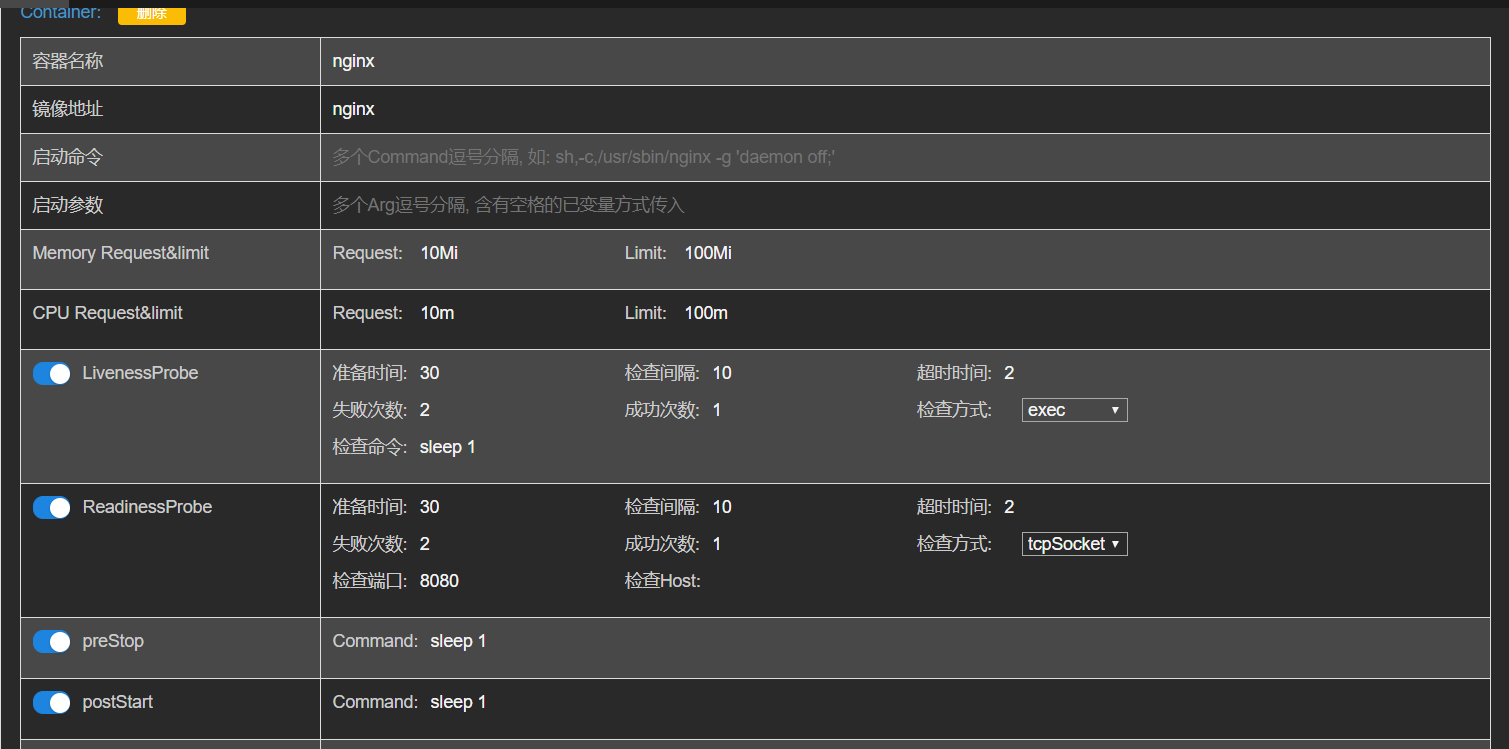 Container: 删除
容器名称 nginx
镜像地址 nginx
启动命令 多个Command逗号分隔, 如: sh,-c,/usr/sbin/nginx -g 'daemon off;'
启动参数 多个Arg逗号分隔, 含有空格的已变量方式传入
Memory Request&limit Request: 10Mi Limit: 100Mi
CPU Request&limit Request: 10m Limit: 100m
LivenessProbe 准备时间: 30 检查间隔: 10 超时时间: 2
失败次数: 2 成功次数: 1 检查方式: exec
检查命令: sleep 1
ReadinessProbe 准备时间: 30 检查间隔: 10 超时时间: 2
失败次数: 2 成功次数: 1 检查方式: tcpSocket
检查端口: 8080 检查Host:
preStop Command: sleep 1
postStart Command: sleep 1